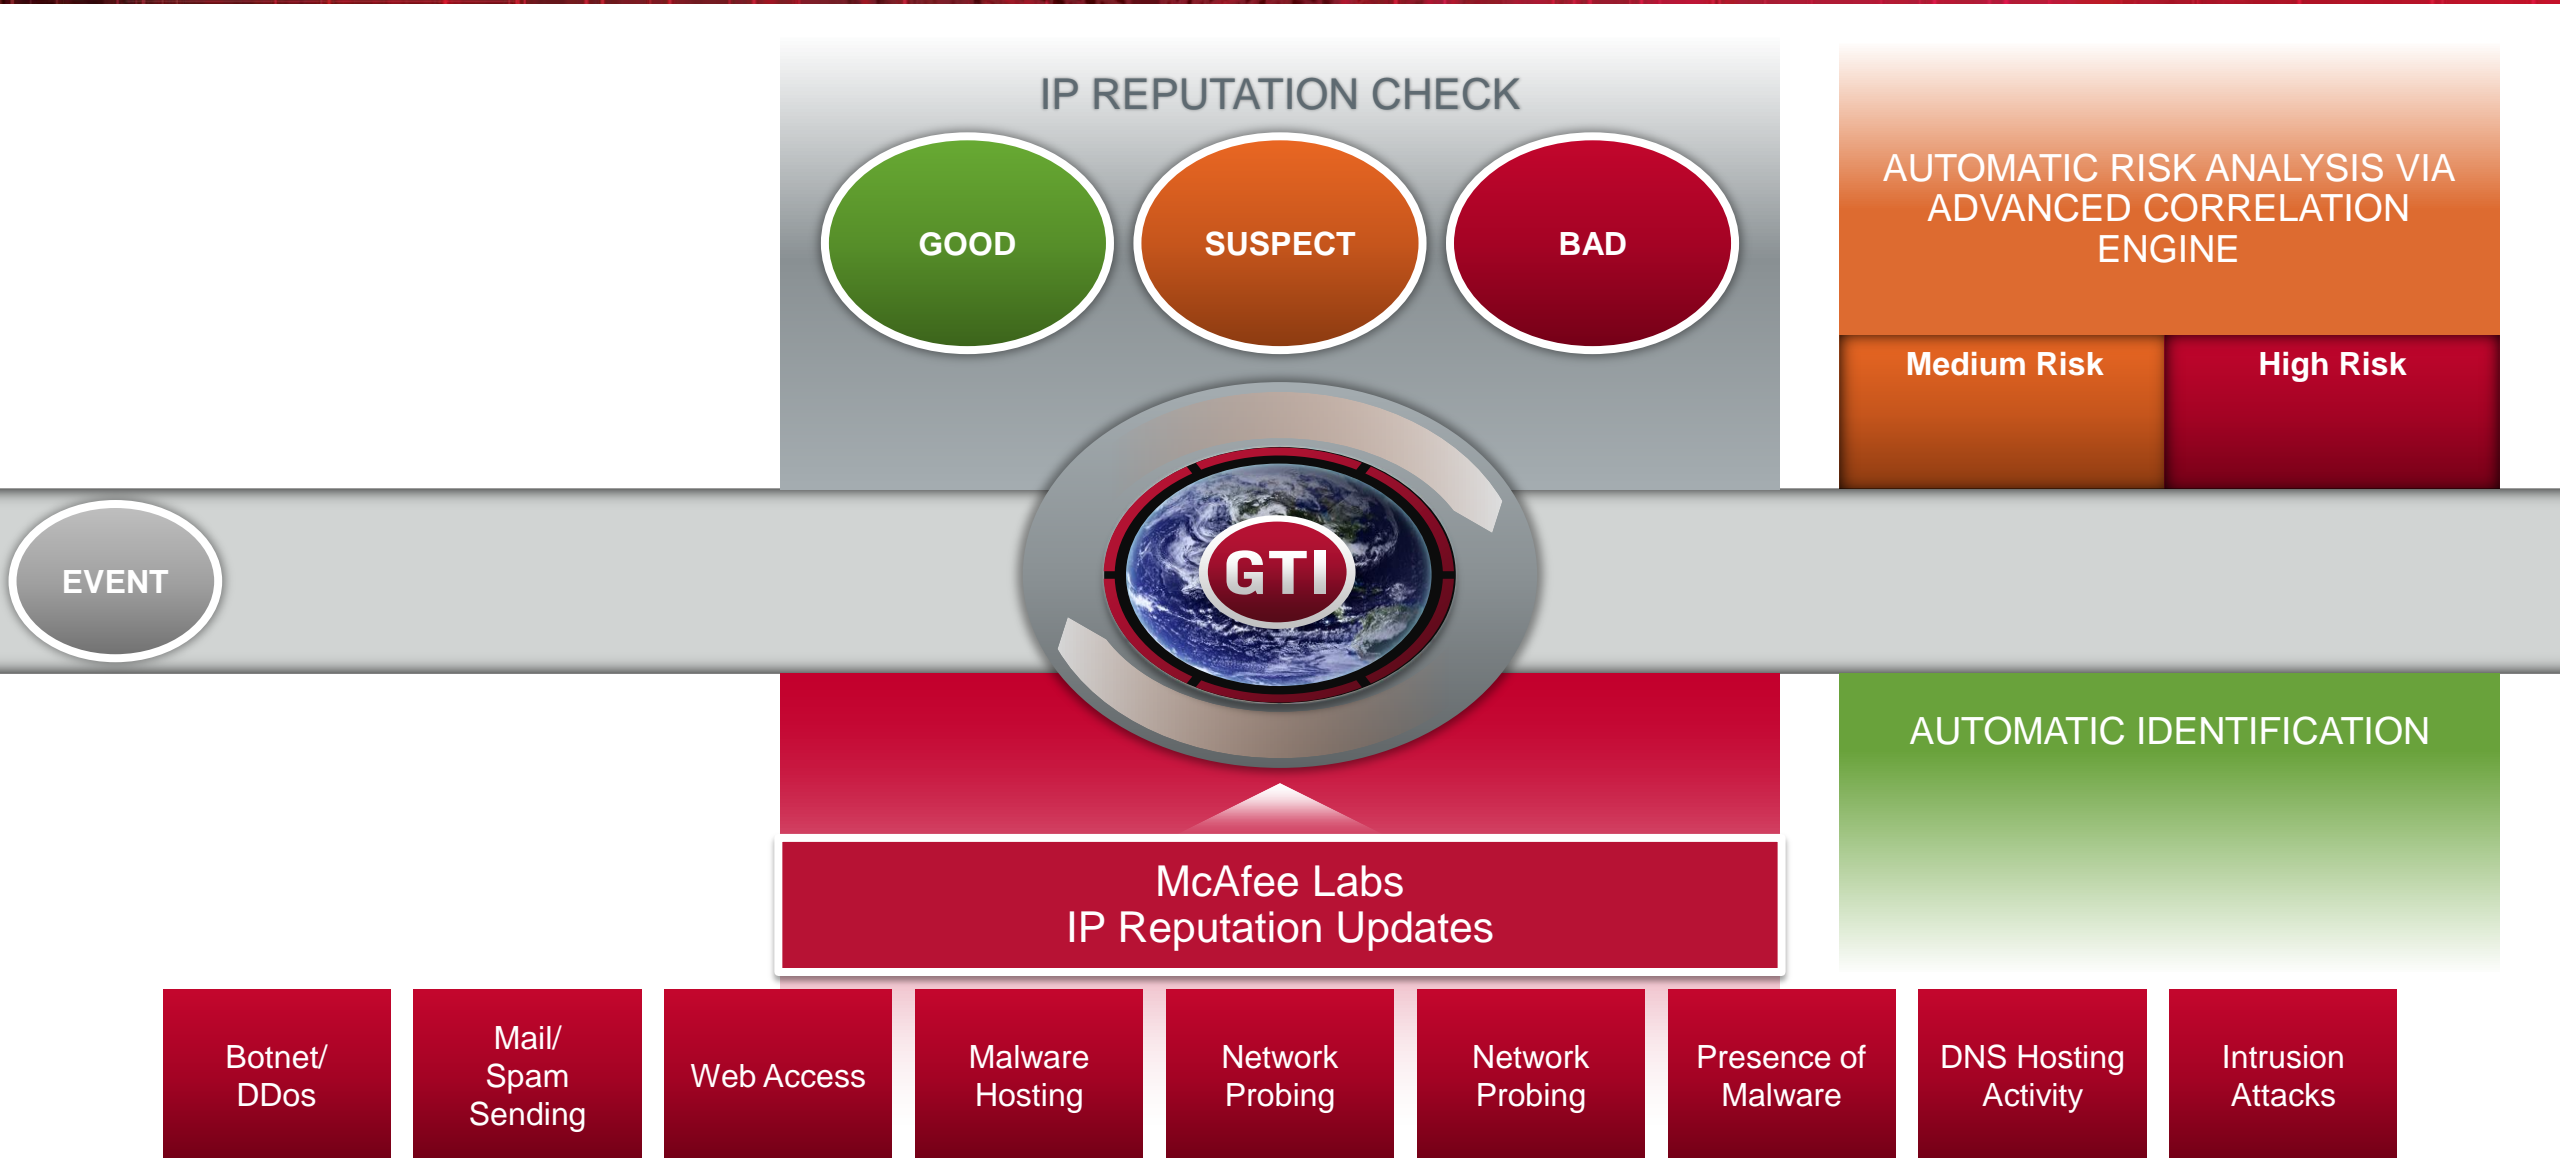 IP REPUTATION CHECK
GOOD
SUSPECT
BAD
AUTOMATIC RISK ANALYSIS VIA
ADVANCED CORRELATION
ENGINE
Medium Risk
High Risk
EVENT
GTI
AUTOMATIC IDENTIFICATION
McAfee Labs
IP Reputation Updates
Botnet/
DDos
Mail/
Spam
Sending
Web Access
Malware
Hosting
Network
Probing
Network
Probing
Presence of
Malware
DNS Hosting
Activity
Intrusion
Attacks